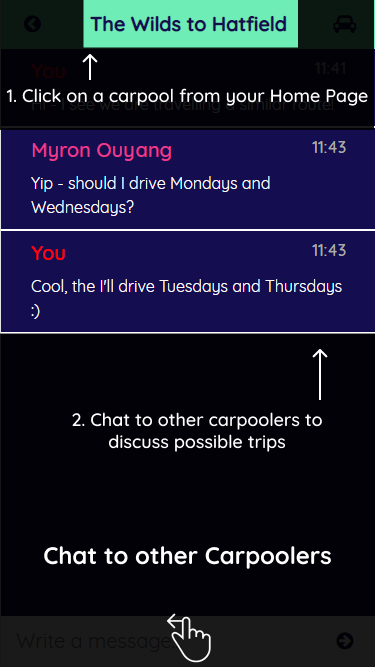 The Wilds to Hatfield
You 11:41
1. Click on a carpool from your Home Page
Myron Ouyang 11:43
Yip - should I drive Mondays and
Wednesdays?
You 11:43
Cool, the I'll drive Tuesdays and Thursdays
:)
2. Chat to other carpoolers to
discuss possible trips
Chat to other Carpoolers
Write a message